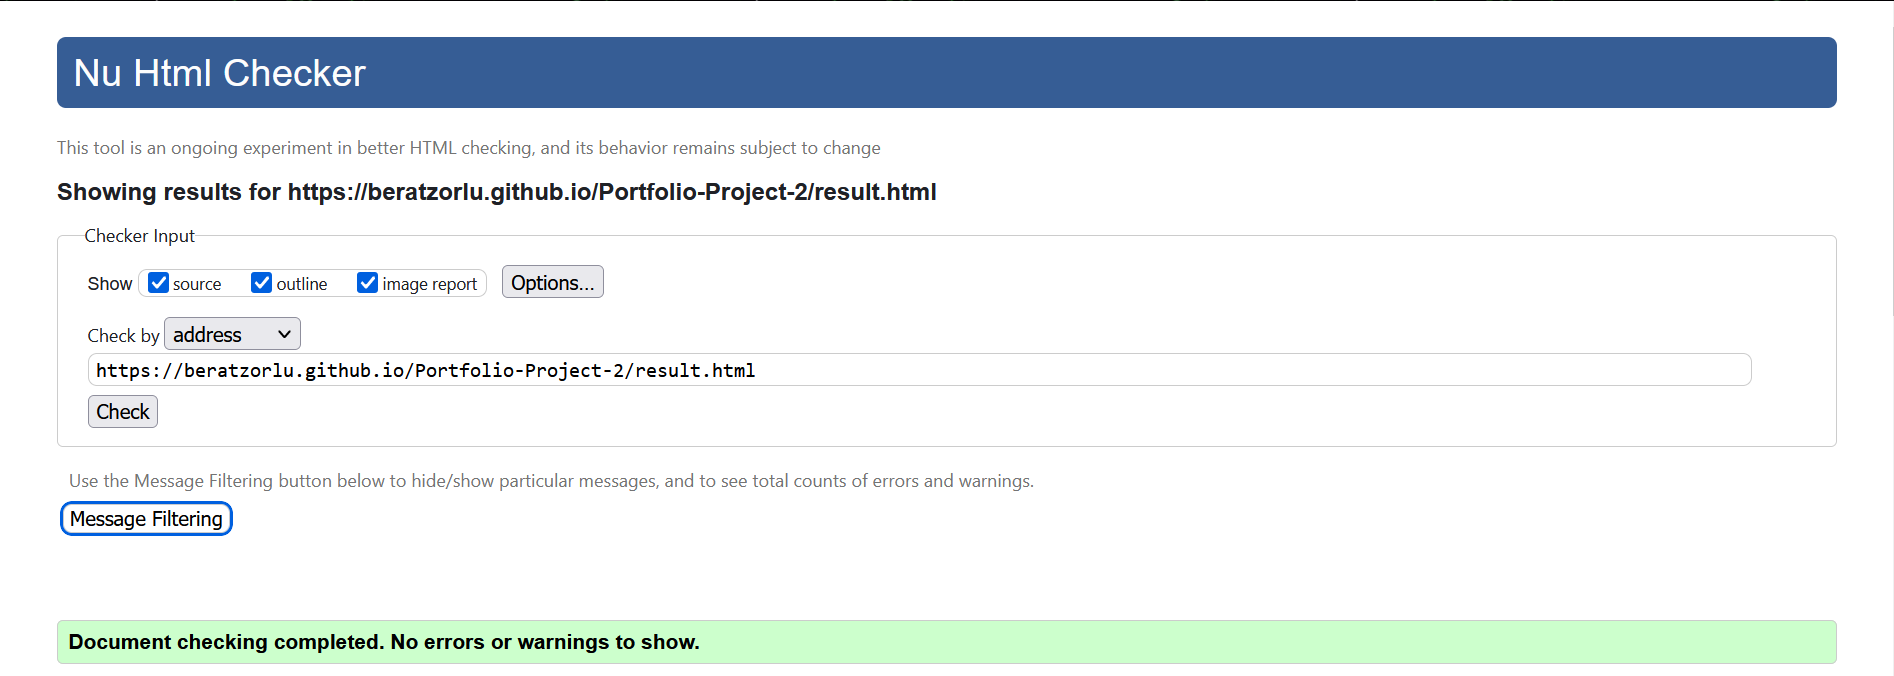 Nu Html Checker
This tool is an ongoing experiment in better HTML checking, and its behavior remains subject to change
Showing results for https://beratzorlu.github.io/Portfolio-Project-2/result.html
Checker Input
Show source outline image report Options...
Check by address
https://beratzorlu.github.io/Portfolio-Project-2/result.html
Check
Use the Message Filtering button below to hide/show particular messages, and to see total counts of errors and warnings.
Message Filtering
Document checking completed. No errors or warnings to show.